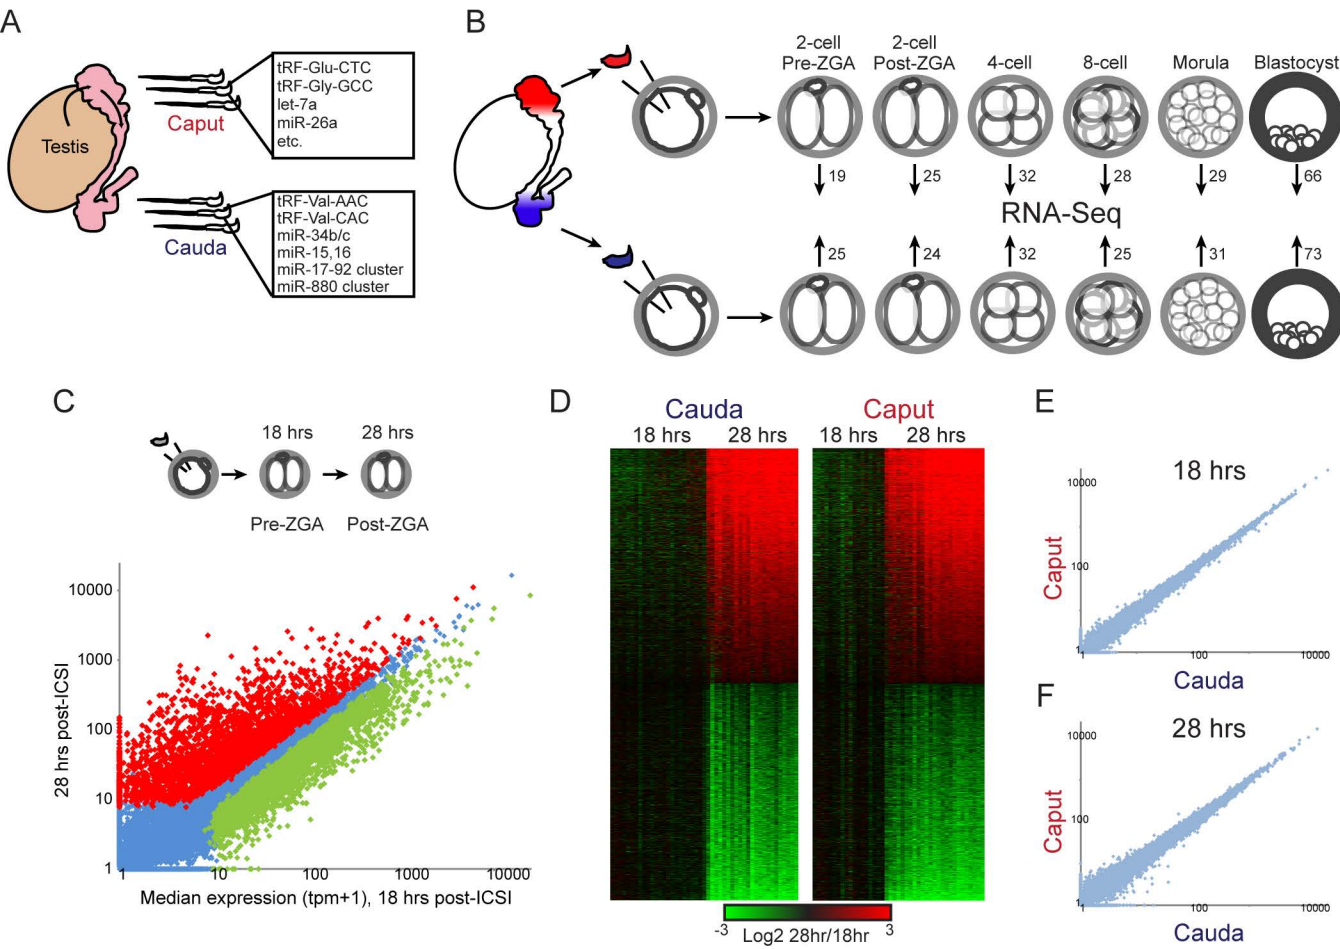 A
Testis
Caput
tRF-Glu-CTC
tRF-Gly-GCC
let-7a
miR-26a
etc.
Cauda
tRF-Val-AAC
tRF-Val-CAC
miR-34b/c
miR-15,16
miR-17-92 cluster
miR-880 cluster
B
2-cell
Pre-ZGA
2-cell
Post-ZGA
4-cell
8-cell
Morula
Blastocyst
19
25
32
28
29
66
RNA-Seq
25
24
32
25
31
73
C
18 hrs
28 hrs
Pre-ZGA
Post-ZGA
28 hrs post-ICSI
10000
1000
100
10
1
1
10
100
1000
10000
Median expression (tpm+1), 18 hrs post-ICSI
D
Cauda
Caput
18 hrs
28 hrs
18 hrs
28 hrs
-3
3
Log2 28hr/18hr
E
18 hrs
Caput
10000
100
1
1
100
10000
Cauda
F
28 hrs
Caput
10000
100
1
1
100
10000
Cauda